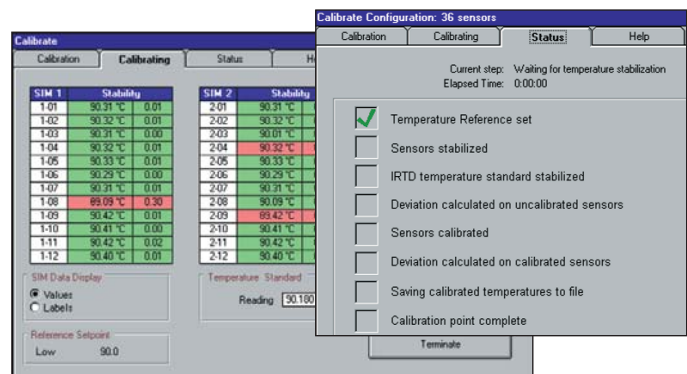 Calibrate
Calibration Calibrating Status
SIM 1 Stability
1-01 90.31 °C 0.01
1-02 90.32 °C 0.01
1-03 90.31 °C 0.00
1-04 90.32 °C 0.01
1-05 90.33 °C 0.01
1-06 90.29 °C 0.00
1-07 90.31 °C 0.01
1-08 89.09 °C 0.30
1-09 90.42 °C 0.01
1-10 90.41 °C 0.00
1-11 90.42 °C 0.02
1-12 90.40 °C 0.01
SIM 2 Stability
2-01 90.31 °C
2-02 90.32 °C
2-03 90.01 °C
2-04 90.32 °C
2-05 90.33 °C
2-06 90.29 °C
2-07 90.31 °C
2-08 90.09 °C
2-09 89.42 °C
2-10 90.41 °C
2-11 90.42 °C
2-12 90.40 °C
SIM Data Display
Values
Labels
Temperature Standard
Reading 90.180
Reference Setpoint
Low 90.0
Terminate
Calibrate Configuration: 36 sensors
Calibration Calibrating Status Help
Current step: Waiting for temperature stabilization
Elapsed Time: 0:00:00
Temperature Reference set
Sensors stabilized
IRTD temperature standard stabilized
Deviation calculated on uncalibrated sensors
Sensors calibrated
Deviation calculated on calibrated sensors
Saving calibrated temperatures to file
Calibration point complete